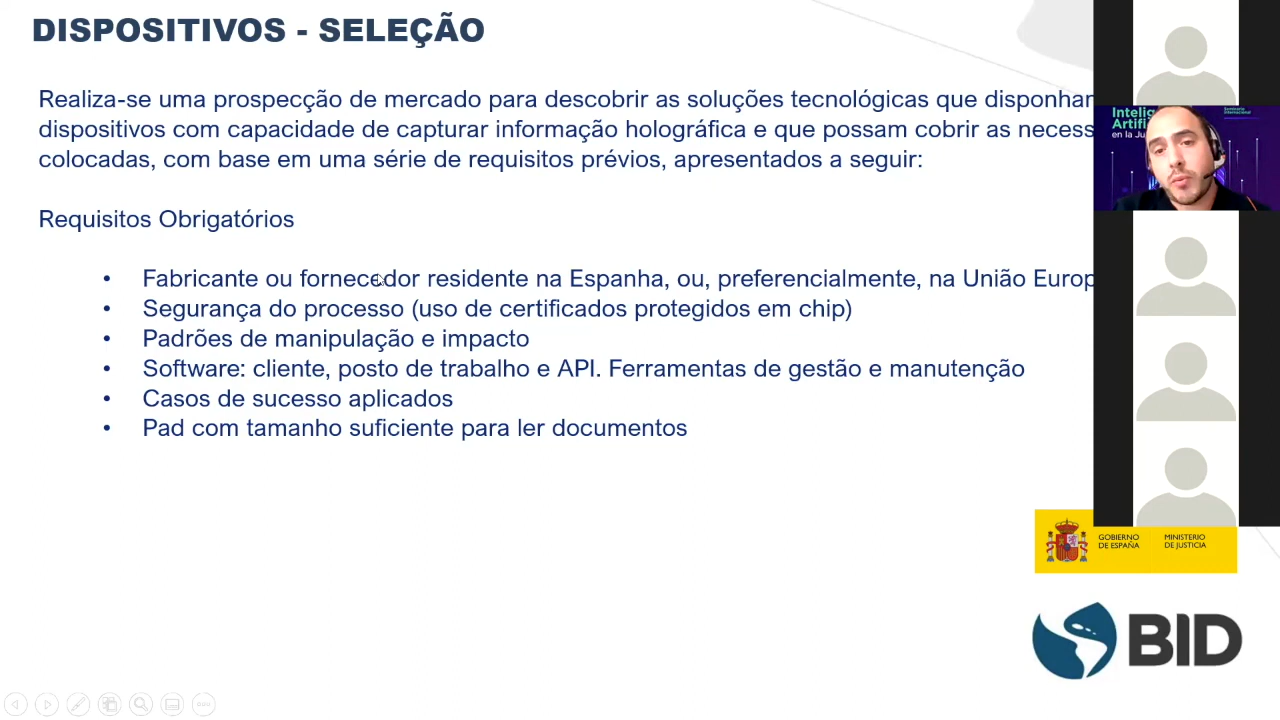 DISPOSITIVOS - SELEÇÃO
Realiza-se uma prospecção de mercado para descobrir as soluções tecnológicas que
dispositivos com capacidade de capturar informação holográfica e que possam cobrir as
colocadas, com base em uma série de requisitos prévios, apresentados a seguir:
Requisitos Obrigatórios
• Fabricante ou fornecedor residente na Espanha, ou, preferencialmente, na União
• Segurança do processo (uso de certificados protegidos em chip)
• Padrões de manipulação e impacto
• Software: cliente, posto de trabalho e API. Ferramentas de gestão e manutenção
• Casos de sucesso aplicados
• Pad com tamanho suficiente para ler documentos
Seminario
Internacional
en la
GOBIERNO
DE ESPAÑA
MINISTERIO
DE JUSTICIA
BID